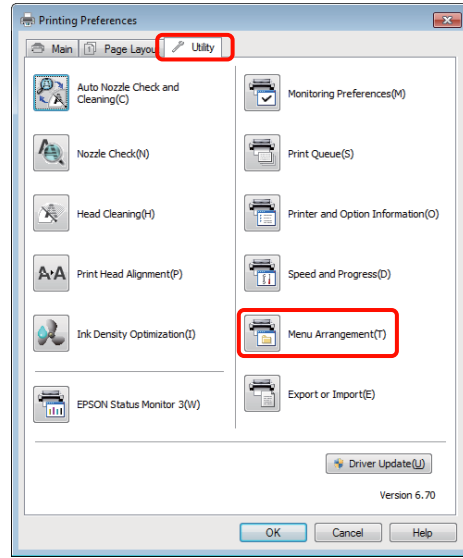 Printing Preferences
Main Page Layout Utility
Auto Nozzle Check and
Cleaning(C)
Monitoring Preferences(M)
Nozzle Check(N)
Print Queue(S)
Head Cleaning(H)
Printer and Option Information(O)
Print Head Alignment(P)
Speed and Progress(D)
Ink Density Optimization(I)
Menu Arrangement(T)
EPSON Status Monitor 3(W)
Export or Import(E)
Driver Update(U)
Version 6.70
OK Cancel Help